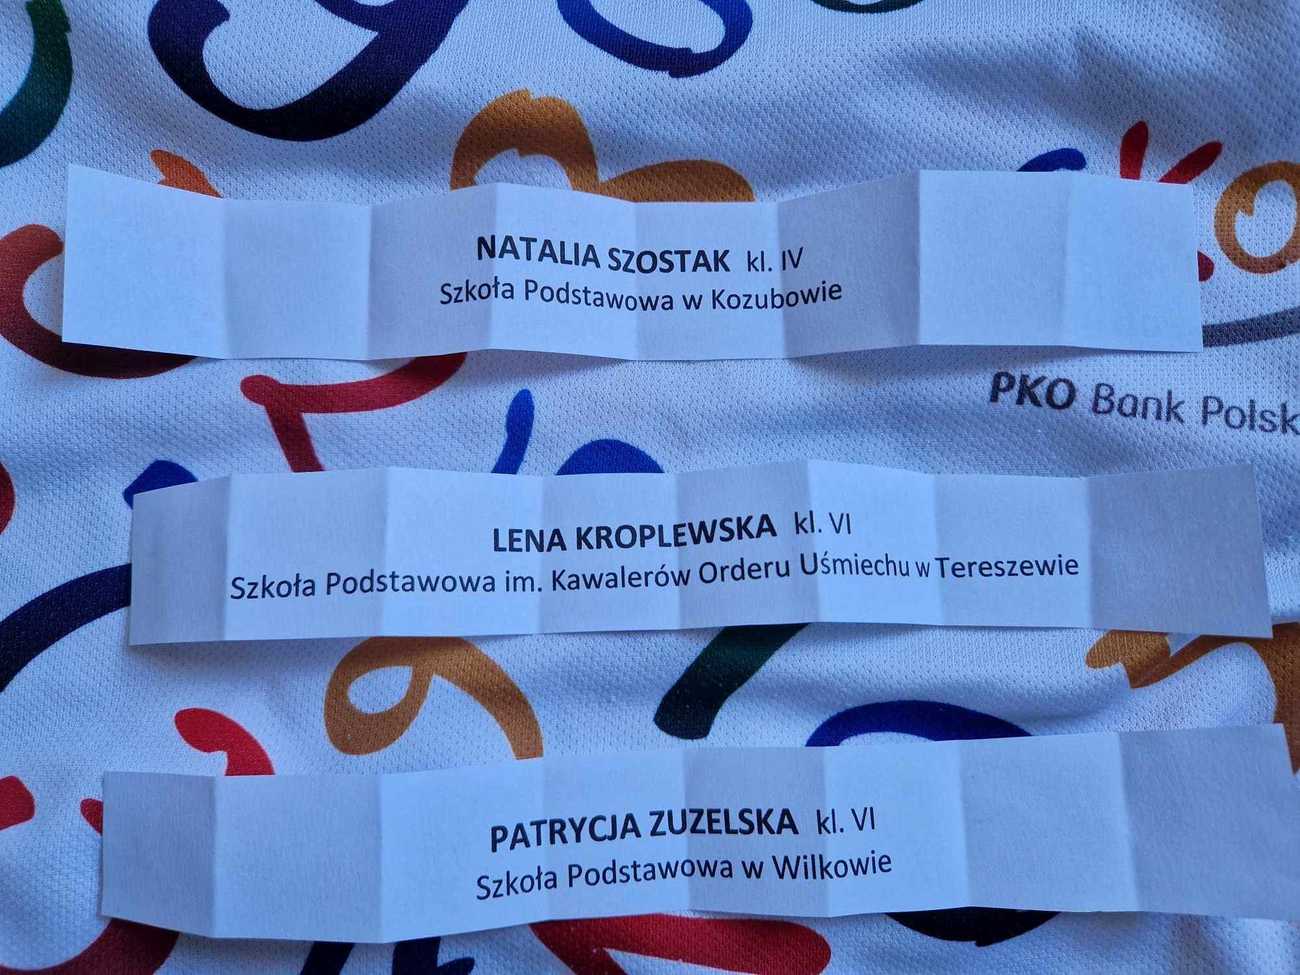 NATALIA SZOSTAK kl. IV
Szkoła Podstawowa w Kozubowie
PKO Bank Polsk
LENA KROPLEWSKA kl. VI
Szkoła Podstawowa im. Kawalerów Orderu Uśmiechu w Tereszewie
PATRYCJA ZUZELSKA kl. VI
Szkoła Podstawowa w Wilkowie